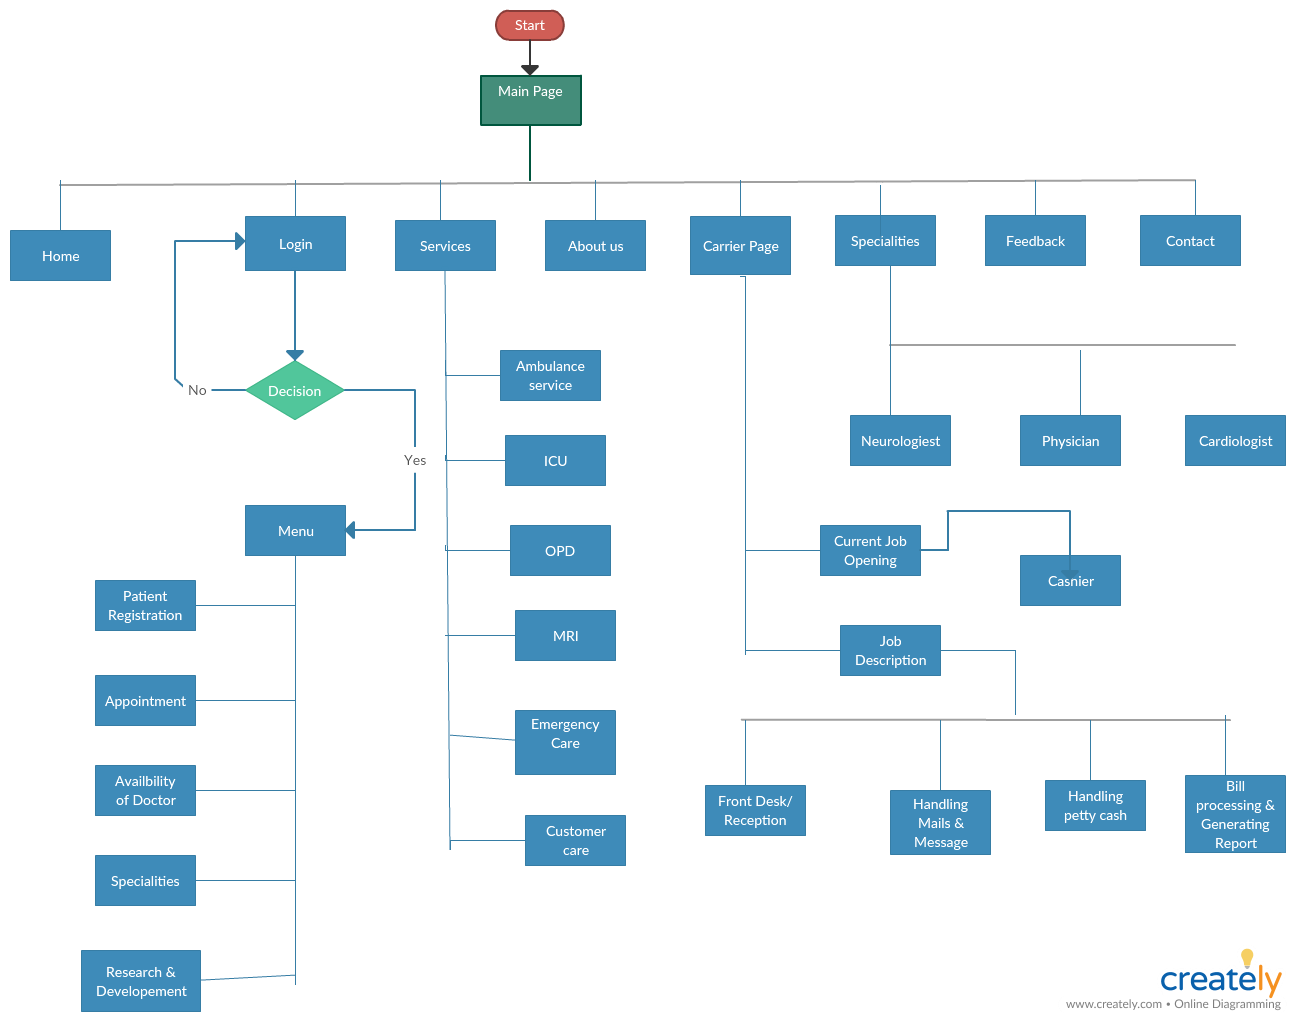 Start
Main Page
Home
Login
Services
About us
Carrier Page
Specialities
Feedback
Contact
Ambulance
service
No
Decision
Yes
ICU
Neurologiest
Physician
Cardiologist
Menu
OPD
Current Job
Opening
Casnier
Patient
Registration
MRI
Job
Description
Appointment
Emergency
Care
Availbility
of Doctor
Front Desk/
Reception
Handling
Mails &
Message
Handling
petty cash
Bill
processing &
Generating
Report
Customer
care
Specialities
Research &
Developement
creately
www.creately.com • Online Diagramming